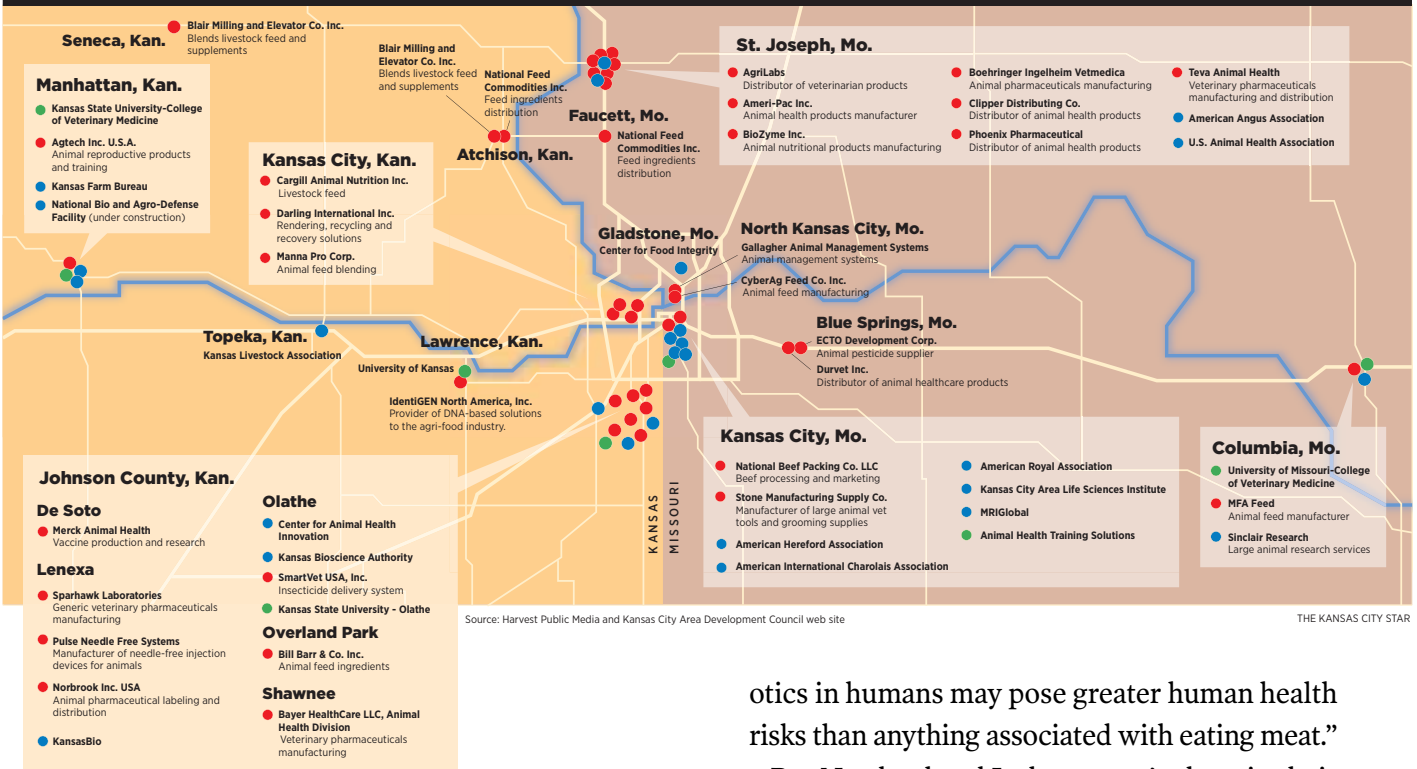 Seneca, Kan.
Blair Milling and Elevator Co. Inc.
Blends livestock feed and
supplements
Manhattan, Kan.
Kansas State University-College
of Veterinary Medicine
Agtech Inc. U.S.A.
Animal reproductive products
and training
Kansas Farm Bureau
National Bio and Agro-Defense
Facility (under construction)
Blair Milling and
Elevator Co. Inc.
Blends livestock feed
and supplements
National Feed
Commodities Inc.
Feed ingredients
distribution
Atchison, Kan.
Faucett, Mo.
National Feed
Commodities Inc.
Feed ingredients
distribution
St. Joseph, Mo.
AgriLabs
Distributor of veterinarian products
Ameri-Pac Inc.
Animal health products manufacturer
BioZyme Inc.
Animal nutritional products manufacturing
Boehringer Ingelheim Vetmedica
Animal pharmaceuticals manufacturing
Clipper Distributing Co.
Distributor of animal health products
Phoenix Pharmaceutical
Distributor of animal health products
Teva Animal Health
Veterinary pharmaceuticals
manufacturing and distribution
American Angus Association
U.S. Animal Health Association
Kansas City, Kan.
Cargill Animal Nutrition Inc.
Livestock feed
Darling International Inc.
Rendering, recycling and
recovery solutions
Manna Pro Corp.
Animal feed blending
Gladstone, Mo.
Center for Food Integrity
North Kansas City, Mo.
Gallagher Animal Management Systems
Animal management systems
CyberAg Feed Co. Inc.
Animal feed manufacturing
Topeka, Kan.
Kansas Livestock Association
Lawrence, Kan.
University of Kansas
IdentiGEN North America, Inc.
Provider of DNA-based solutions
to the agri-food industry.
Blue Springs, Mo.
ECTO Development Corp.
Animal pesticide supplier
Durvet Inc.
Distributor of animal healthcare products
KANSAS
MISSOURI
Kansas City, Mo.
National Beef Packing Co. LLC
Beef processing and marketing
Stone Manufacturing Supply Co.
Manufacturer of large animal vet
tools and grooming supplies
American Hereford Association
American International Charolais Association
American Royal Association
Kansas City Area Life Sciences Institute
MRIGlobal
Animal Health Training Solutions
Columbia, Mo.
University of Missouri-College
of Veterinary Medicine
MFA Feed
Animal feed manufacturer
Sinclair Research
Large animal research services
Johnson County, Kan.
De Soto
Merck Animal Health
Vaccine production and research
Lenexa
Sparhawk Laboratories
Generic veterinary pharmaceuticals
manufacturing
Pulse Needle Free Systems
Manufacturer of needle-free injection
devices for animals
Norbrook Inc. USA
Animal pharmaceutical labeling and
distribution
KansasBio
Olathe
Center for Animal Health
Innovation
Kansas Bioscience Authority
SmartVet USA, Inc.
Insecticide delivery system
Kansas State University - Olathe
Overland Park
Bill Barr & Co. Inc.
Animal feed ingredients
Shawnee
Bayer HealthCare LLC, Animal
Health Division
Veterinary pharmaceuticals
manufacturing
Source: Harvest Public Media and Kansas City Area Development Council web site
THE KANSAS CITY STAR
otics in humans may pose greater human health
risks than anything associated with eating meat.”